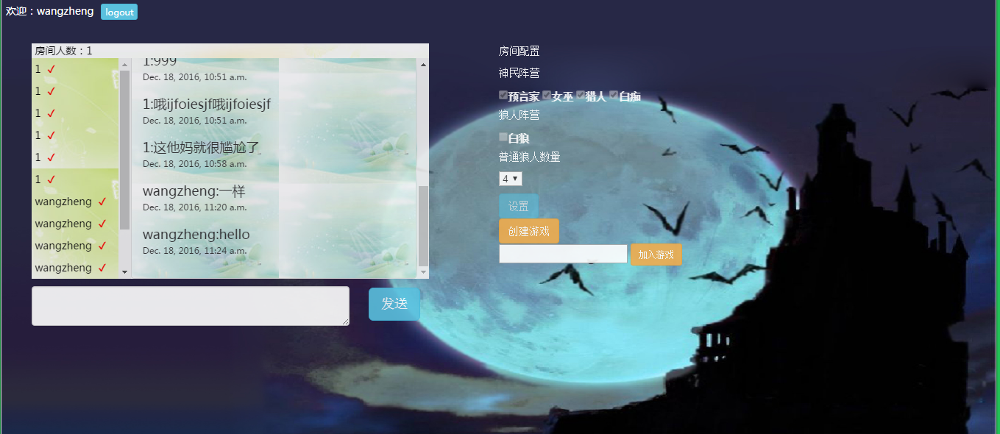 欢迎：wangzheng logout
房间人数：1
1 ✓
1 ✓
1 ✓
1 ✓
1 ✓
1 ✓
wangzheng ✓
wangzheng ✓
wangzheng ✓
wangzheng ✓
1:999
Dec. 18, 2016, 10:51 a.m.
1:哦ijfoiesjf哦ijfoiesjf
Dec. 18, 2016, 10:51 a.m.
1:这他妈就很尴尬了
Dec. 18, 2016, 10:58 a.m.
wangzheng:一样
Dec. 18, 2016, 11:20 a.m.
wangzheng:hello
Dec. 18, 2016, 11:24 a.m.
发送
房间配置
神民阵营
预言家 女巫 猎人 白痴
狼人阵营
白狼
普通狼人数量
4
设置
创建游戏
加入游戏